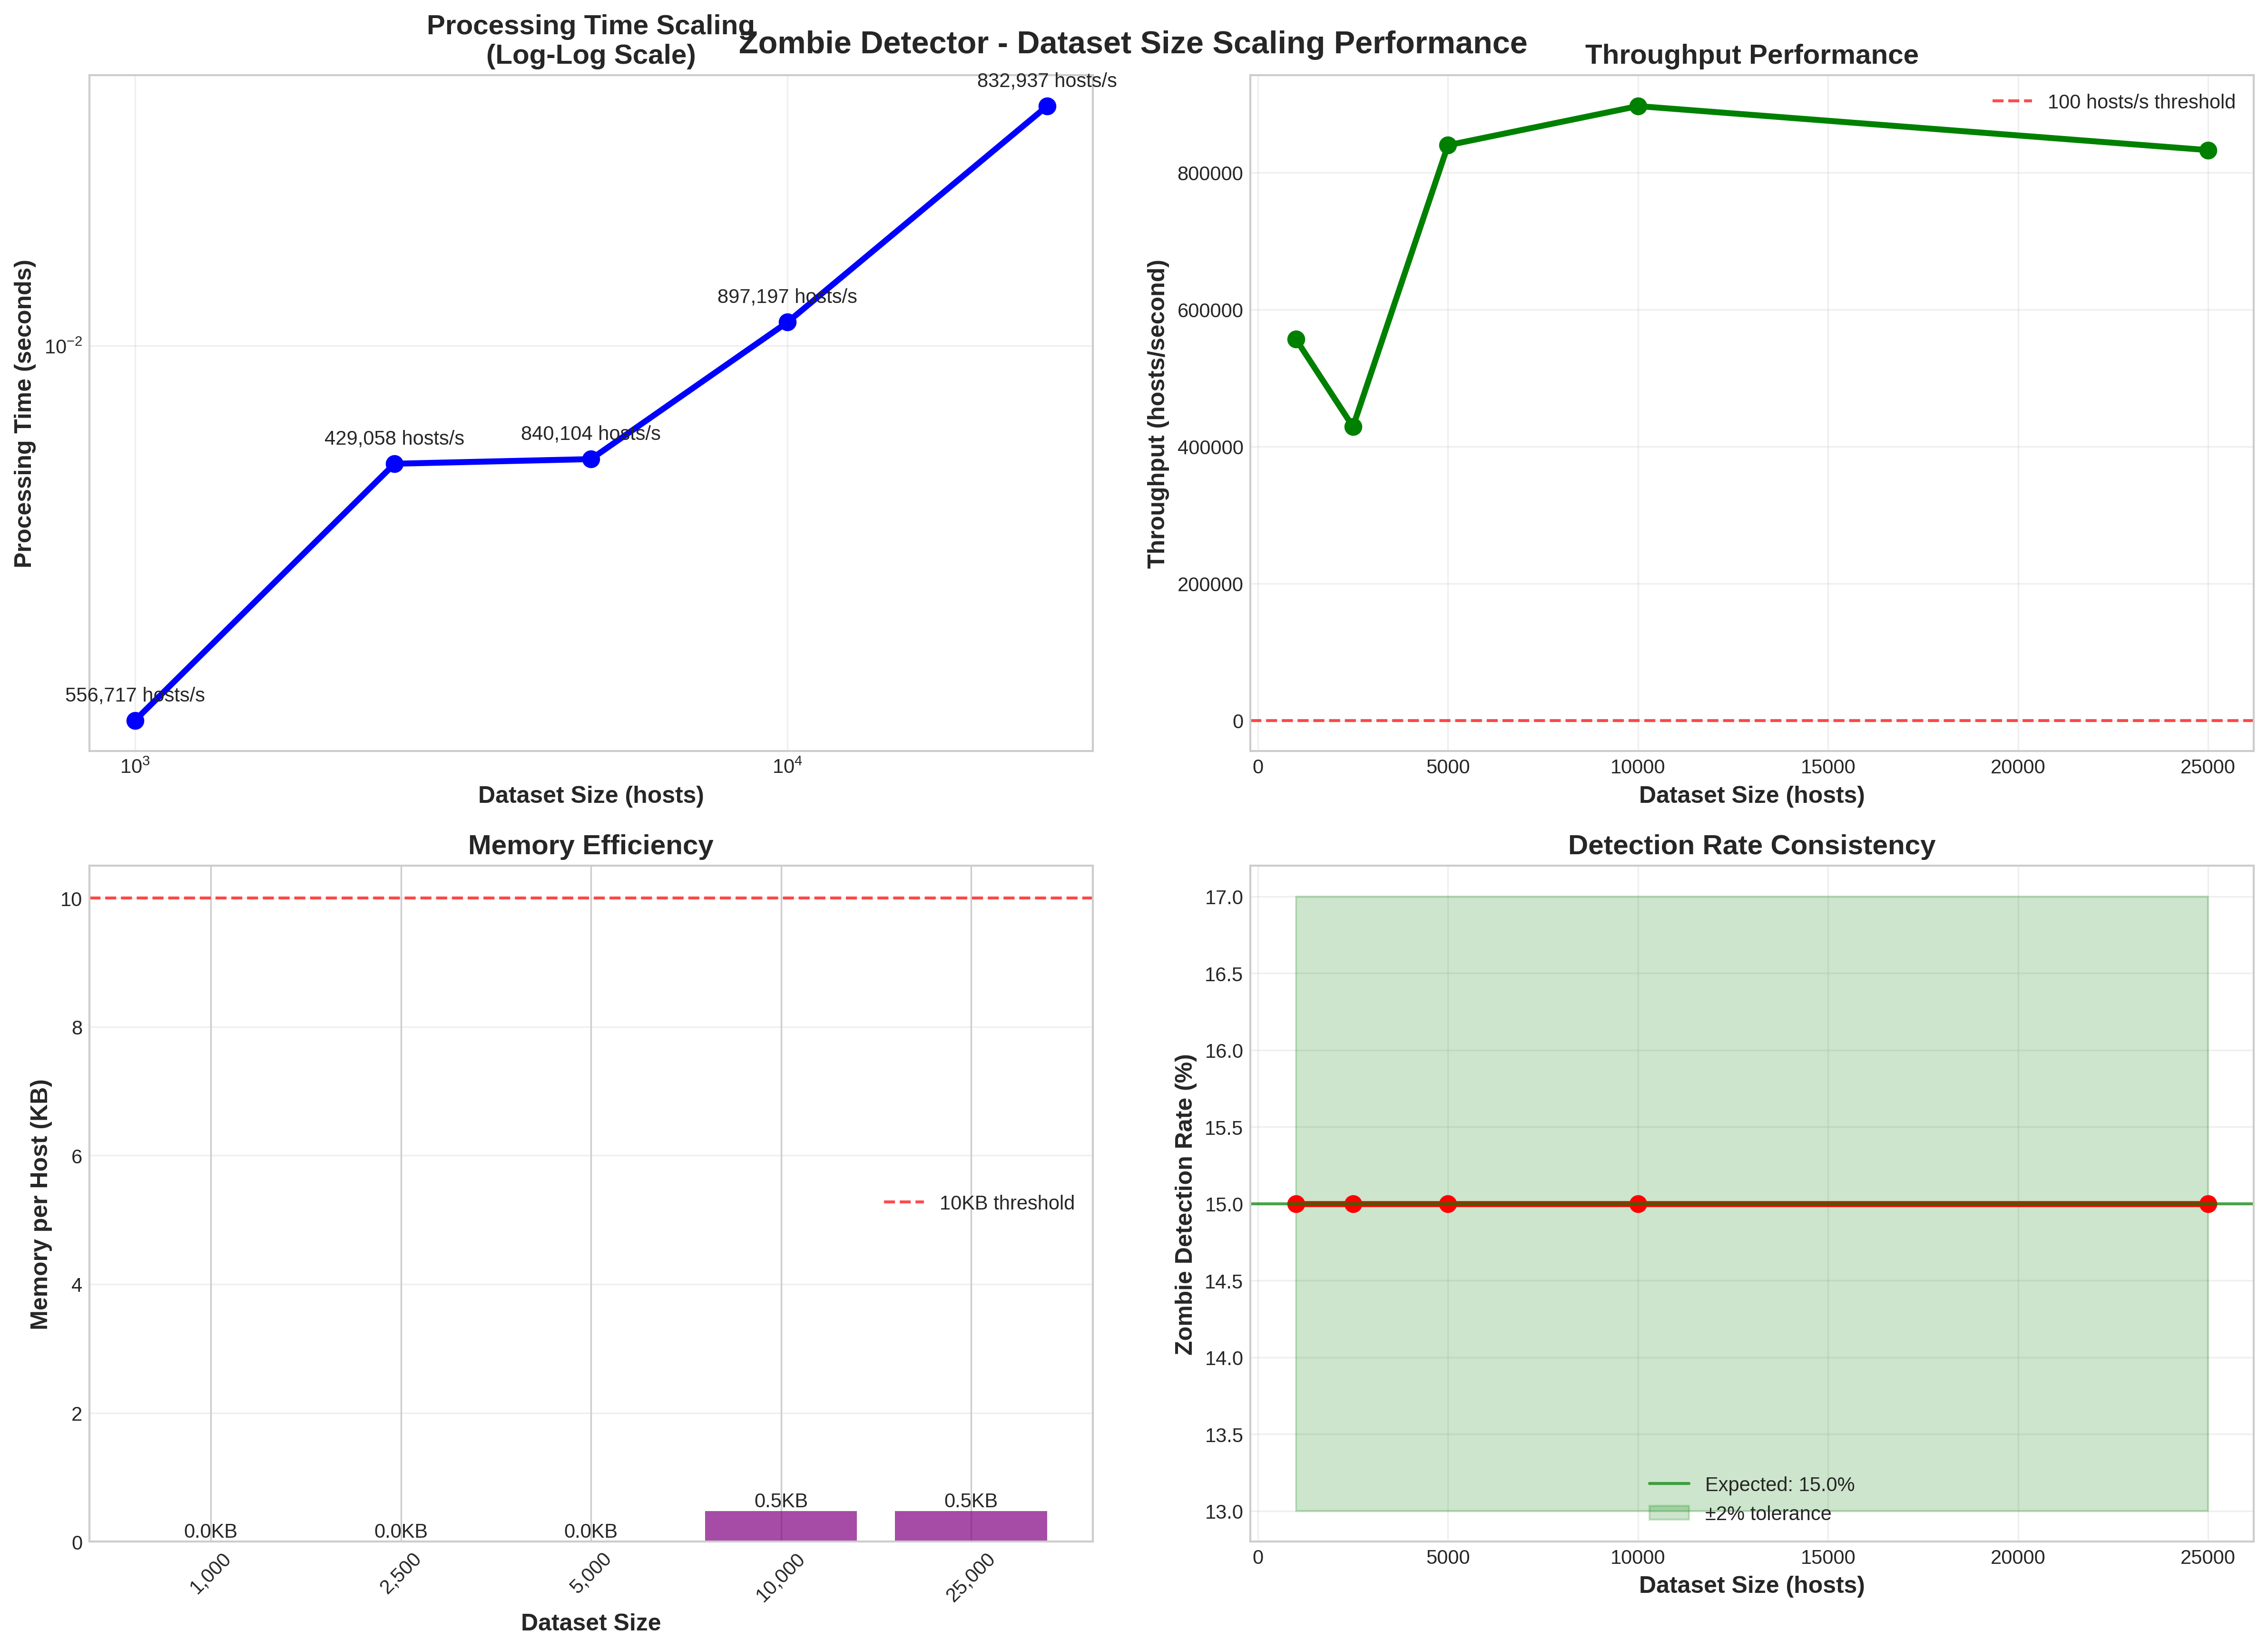 Zombie Detector - Dataset Size Scaling Performance
Processing Time Scaling
(Log-Log Scale)
832,937 hosts/s
897,197 hosts/s
840,104 hosts/s
429,058 hosts/s
556,717 hosts/s
Processing Time (seconds)
10⁻²
10³
10⁴
Dataset Size (hosts)
Throughput Performance
100 hosts/s threshold
Throughput (hosts/second)
800000
600000
400000
200000
0
0
5000
10000
15000
20000
25000
Dataset Size (hosts)
Memory Efficiency
Memory per Host (KB)
10
8
6
4
2
0
10KB threshold
0.0KB
0.0KB
0.0KB
0.5KB
0.5KB
1,000
2,500
5,000
10,000
25,000
Dataset Size
Detection Rate Consistency
Zombie Detection Rate (%)
17.0
16.5
16.0
15.5
15.0
14.5
14.0
13.5
13.0
Expected: 15.0%
±2% tolerance
0
5000
10000
15000
20000
25000
Dataset Size (hosts)